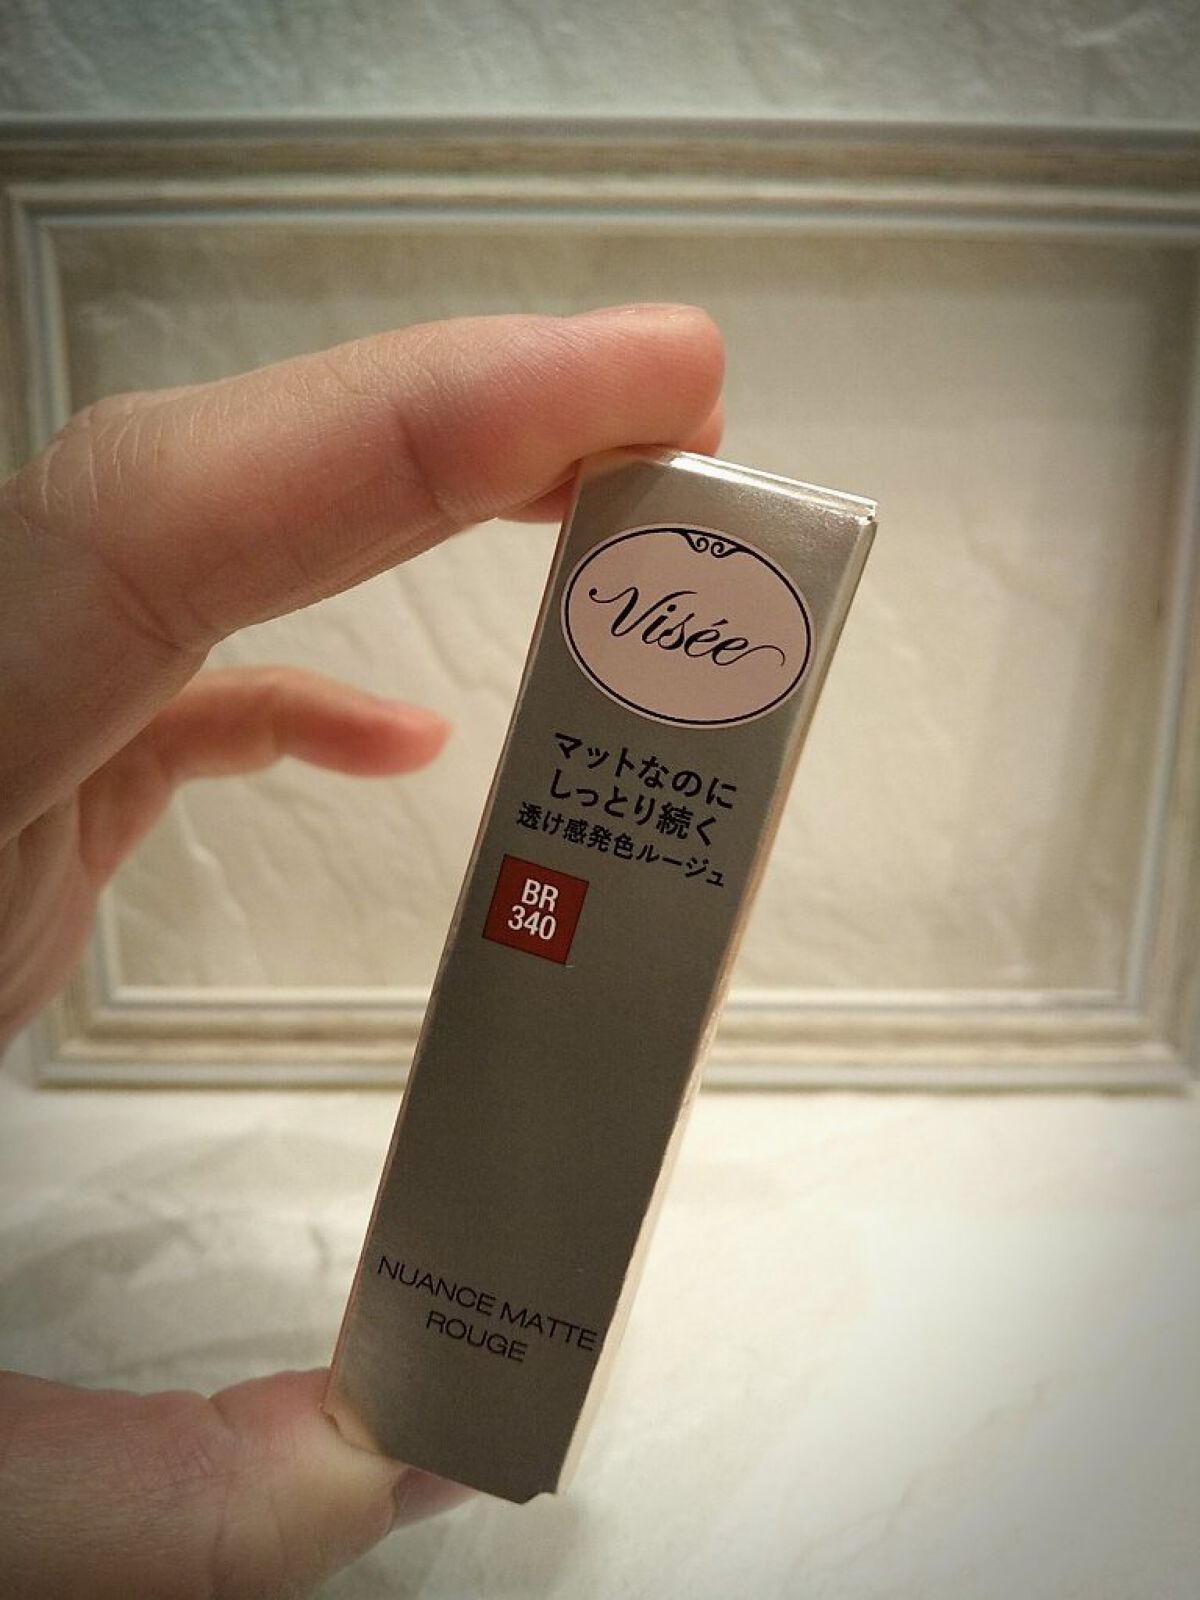 Visée
マットなのに
しっとり続く
透け感発色ルージュ
BR
340
NUANCE MATTE
ROUGE